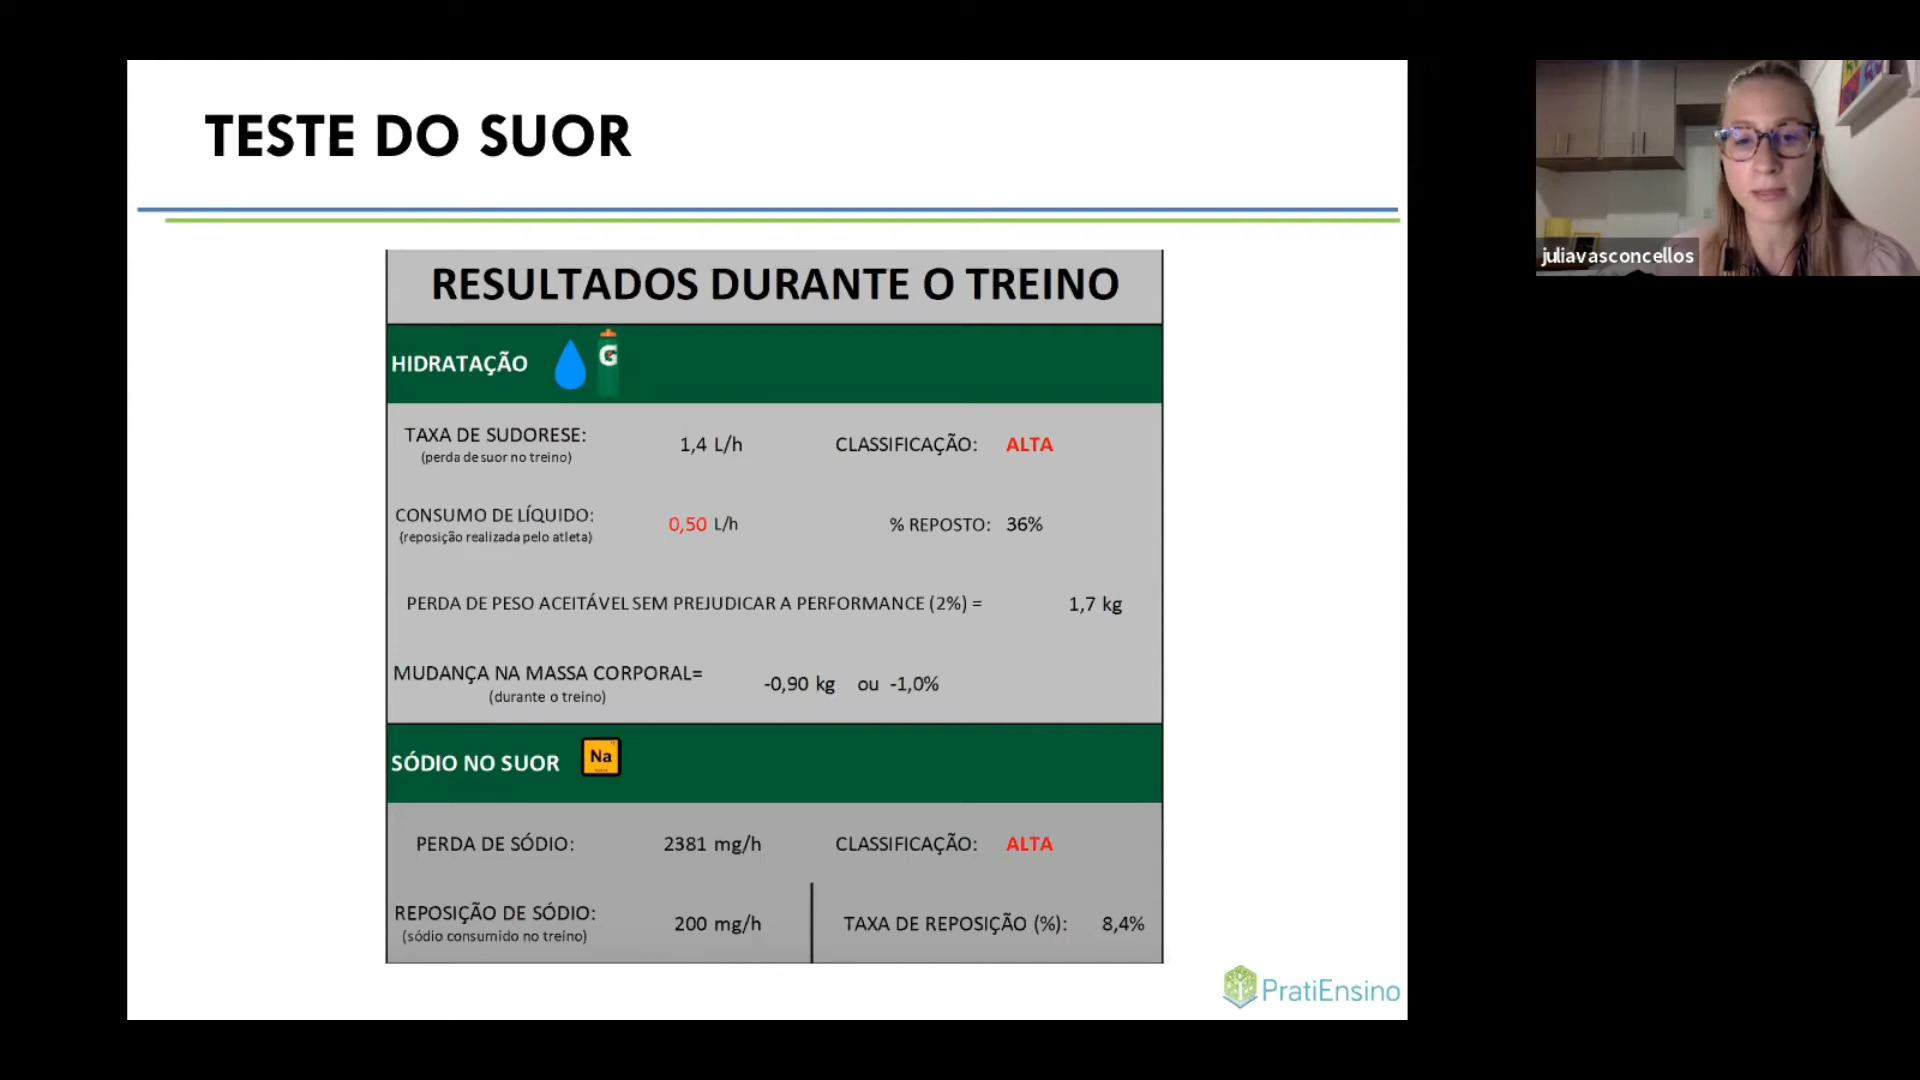 TESTE DO SUOR
juliavasconcellos
RESULTADOS DURANTE O TREINO
HIDRATAÇÃO
G
TAXA DE SUDORESE: 1,4 L/h CLASSIFICAÇÃO: ALTA
(perda de suor no treino)
CONSUMO DE LÍQUIDO: 0,50 L/h % REPOSTO: 36%
(reposição realizada pelo atleta)
PERDA DE PESO ACEITÁVEL SEM PREJUDICAR A PERFORMANCE (2%) = 1,7 kg
MUDANÇA NA MASSA CORPORAL= -0,90 kg ou -1,0%
(durante o treino)
SÓDIO NO SUOR Na
PERDA DE SÓDIO: 2381 mg/h CLASSIFICAÇÃO: ALTA
REPOSIÇÃO DE SÓDIO: 200 mg/h TAXA DE REPOSIÇÃO (%): 8,4%
(sódio consumido no treino)
PratiEnsino